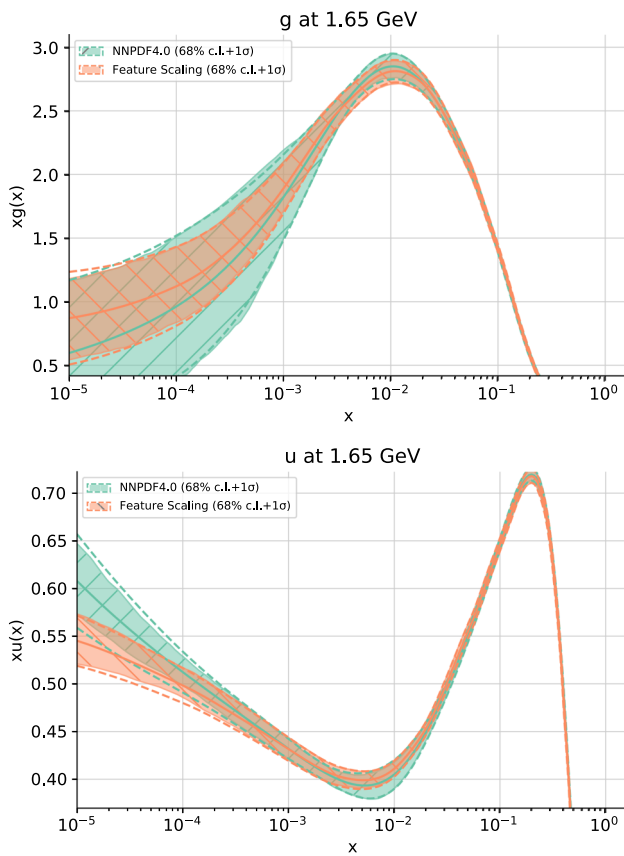 g at 1.65 GeV
NNPDF4.0 (68% c.l.+1σ)
Feature Scaling (68% c.l.+1σ)
3.0
2.5
2.0
1.5
1.0
0.5
xg(x)
10⁻⁵ 10⁻⁴ 10⁻³ 10⁻² 10⁻¹ 10⁰
x
u at 1.65 GeV
NNPDF4.0 (68% c.l.+1σ)
Feature Scaling (68% c.l.+1σ)
0.70
0.65
0.60
0.55
0.50
0.45
0.40
xu(x)
10⁻⁵ 10⁻⁴ 10⁻³ 10⁻² 10⁻¹ 10⁰
x